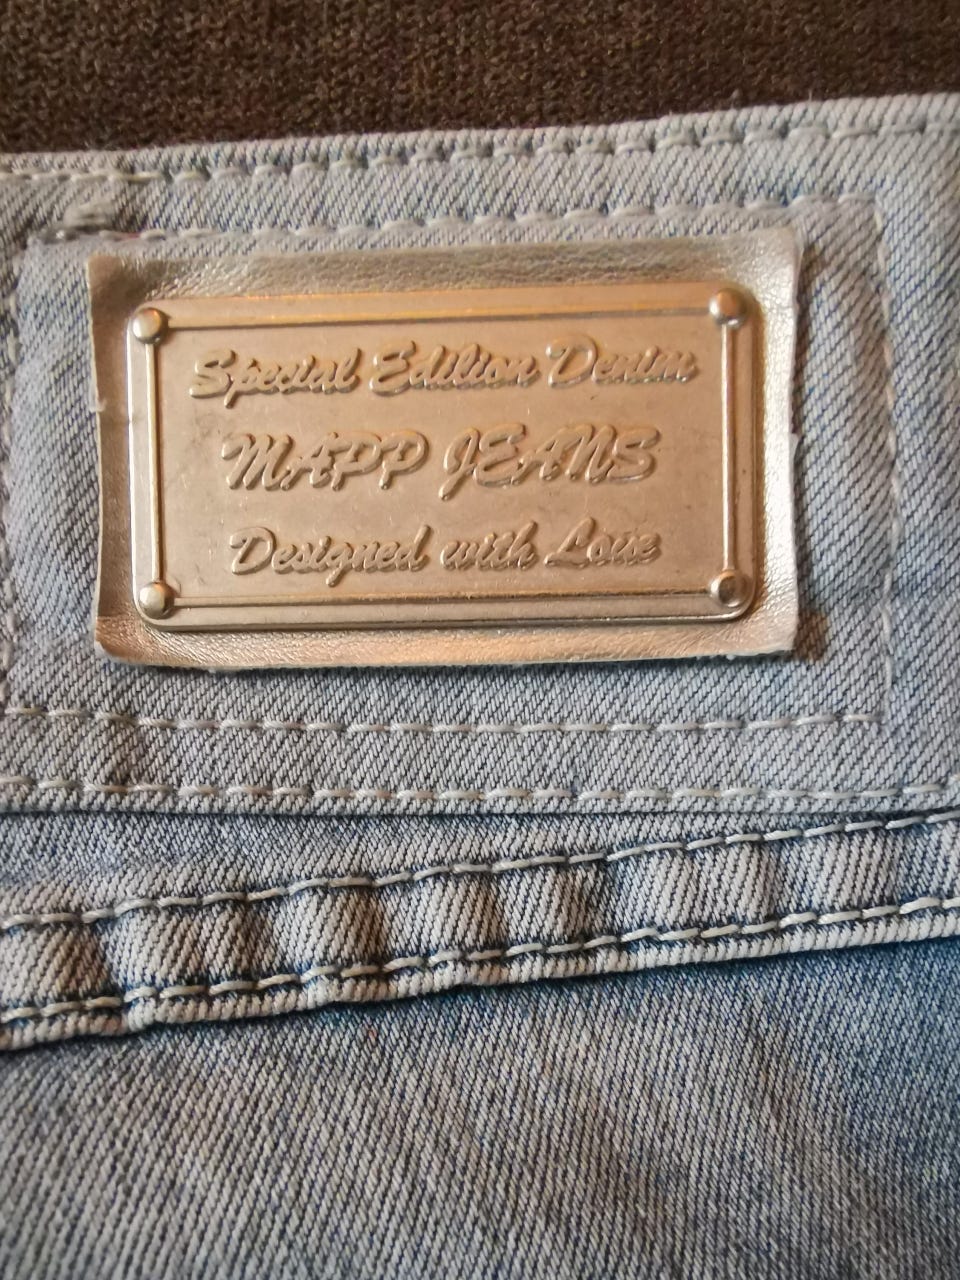 Special Edition Denim
MAPP JEANS
Designed with Love